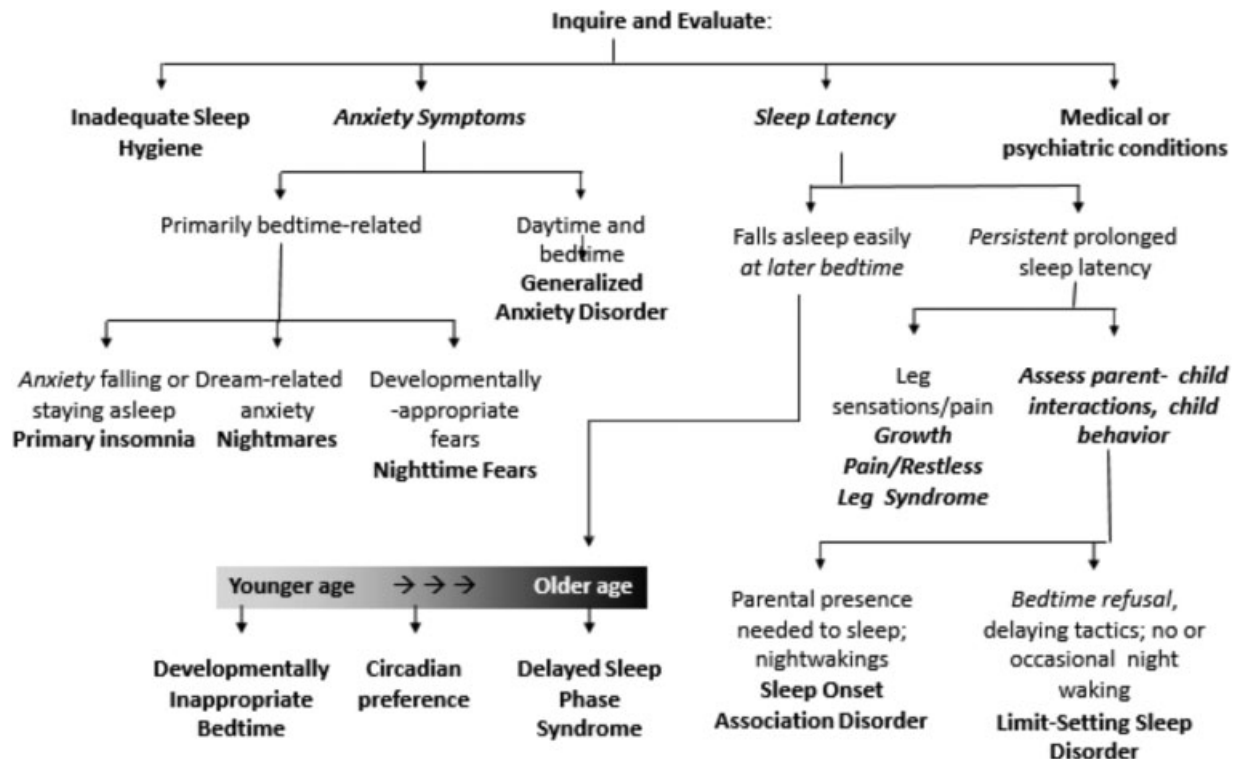 Inquire and Evaluate:
Inadequate Sleep
Hygiene
Anxiety Symptoms
Sleep Latency
Medical or
psychiatric conditions
Primarily bedtime-related
Daytime and
bedtime
Generalized
Anxiety Disorder
Falls asleep easily
at later bedtime
Persistent prolonged
sleep latency
Anxiety falling or
staying asleep
Primary insomnia
Dream-related
anxiety
Nightmares
Developmentally
-appropriate
fears
Nighttime Fears
Leg
sensations/pain
Growth
Pain/Restless
Leg Syndrome
Assess parent- child
interactions, child
behavior
Younger age → → → Older age
Developmentally
Inappropriate
Bedtime
Circadian
preference
Delayed Sleep
Phase
Syndrome
Parental presence
needed to sleep;
nightwakings
Sleep Onset
Association Disorder
Bedtime refusal,
delaying tactics; no or
occasional night
waking
Limit-Setting Sleep
Disorder